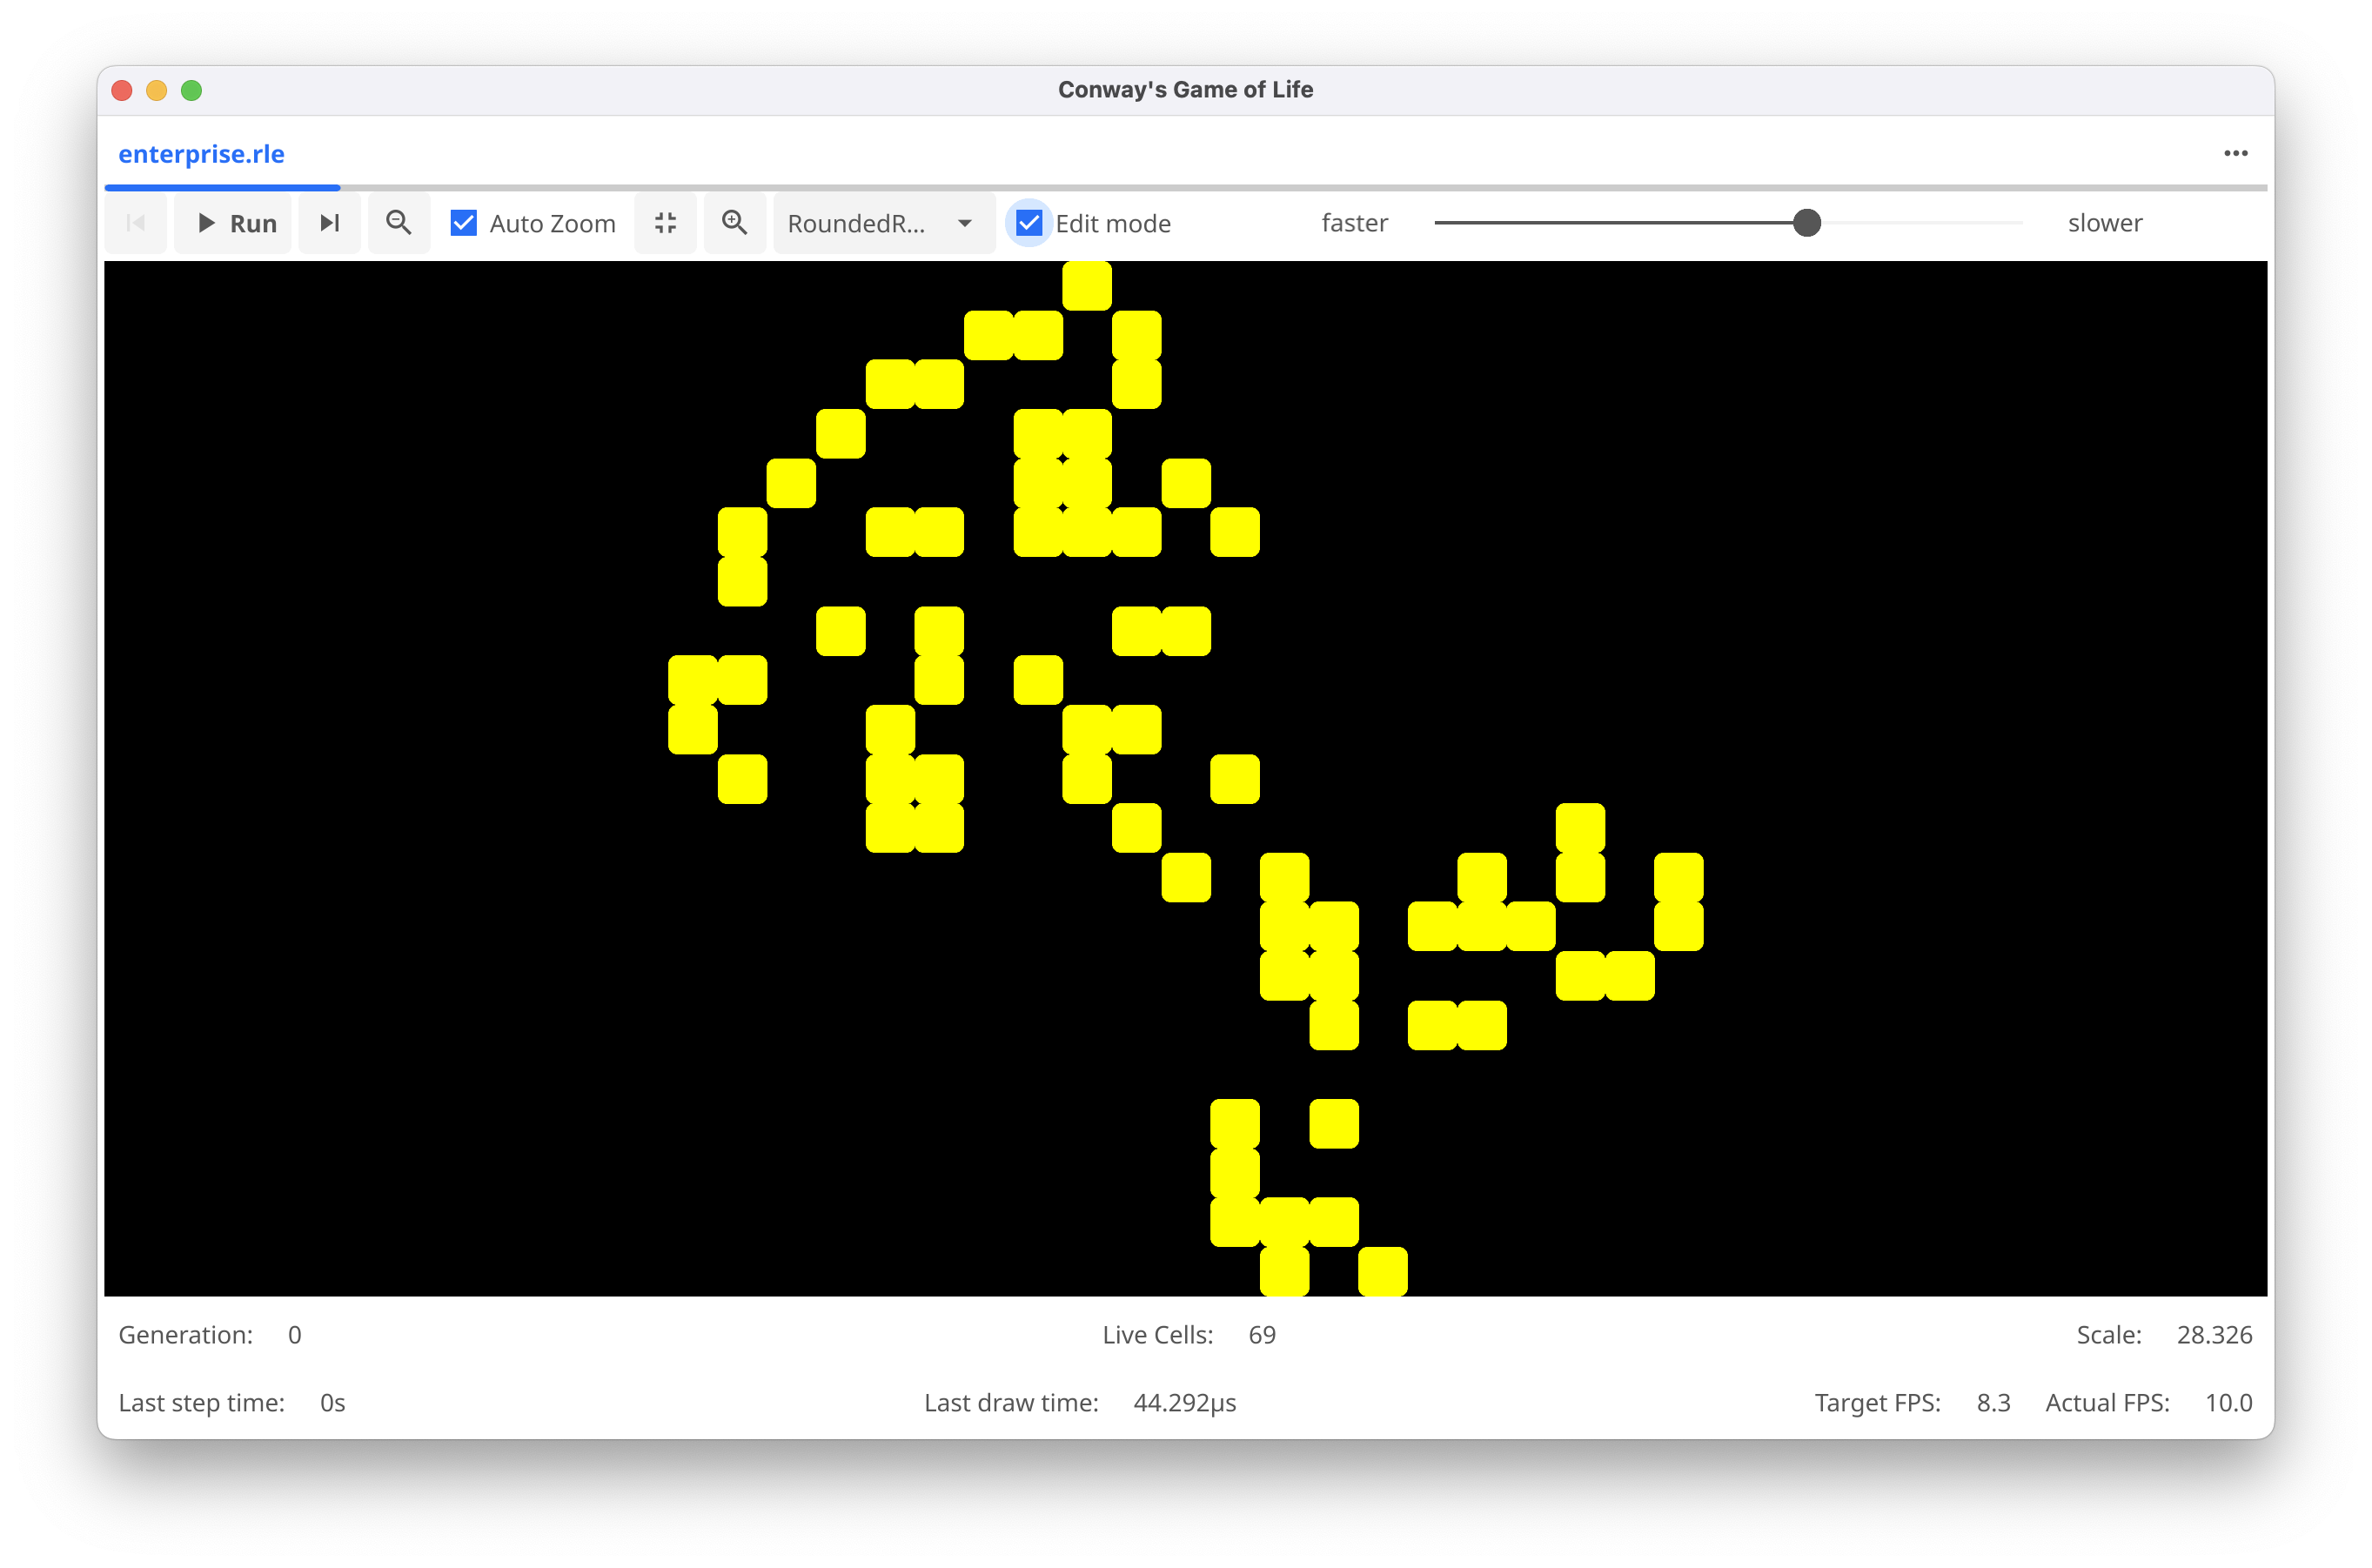 Conway's Game of Life
enterprise.rle
Run Auto Zoom RoundedR... Edit mode faster slower
Generation: 0 Live Cells: 69 Scale: 28.326
Last step time: 0s Last draw time: 44.292µs Target FPS: 8.3 Actual FPS: 10.0